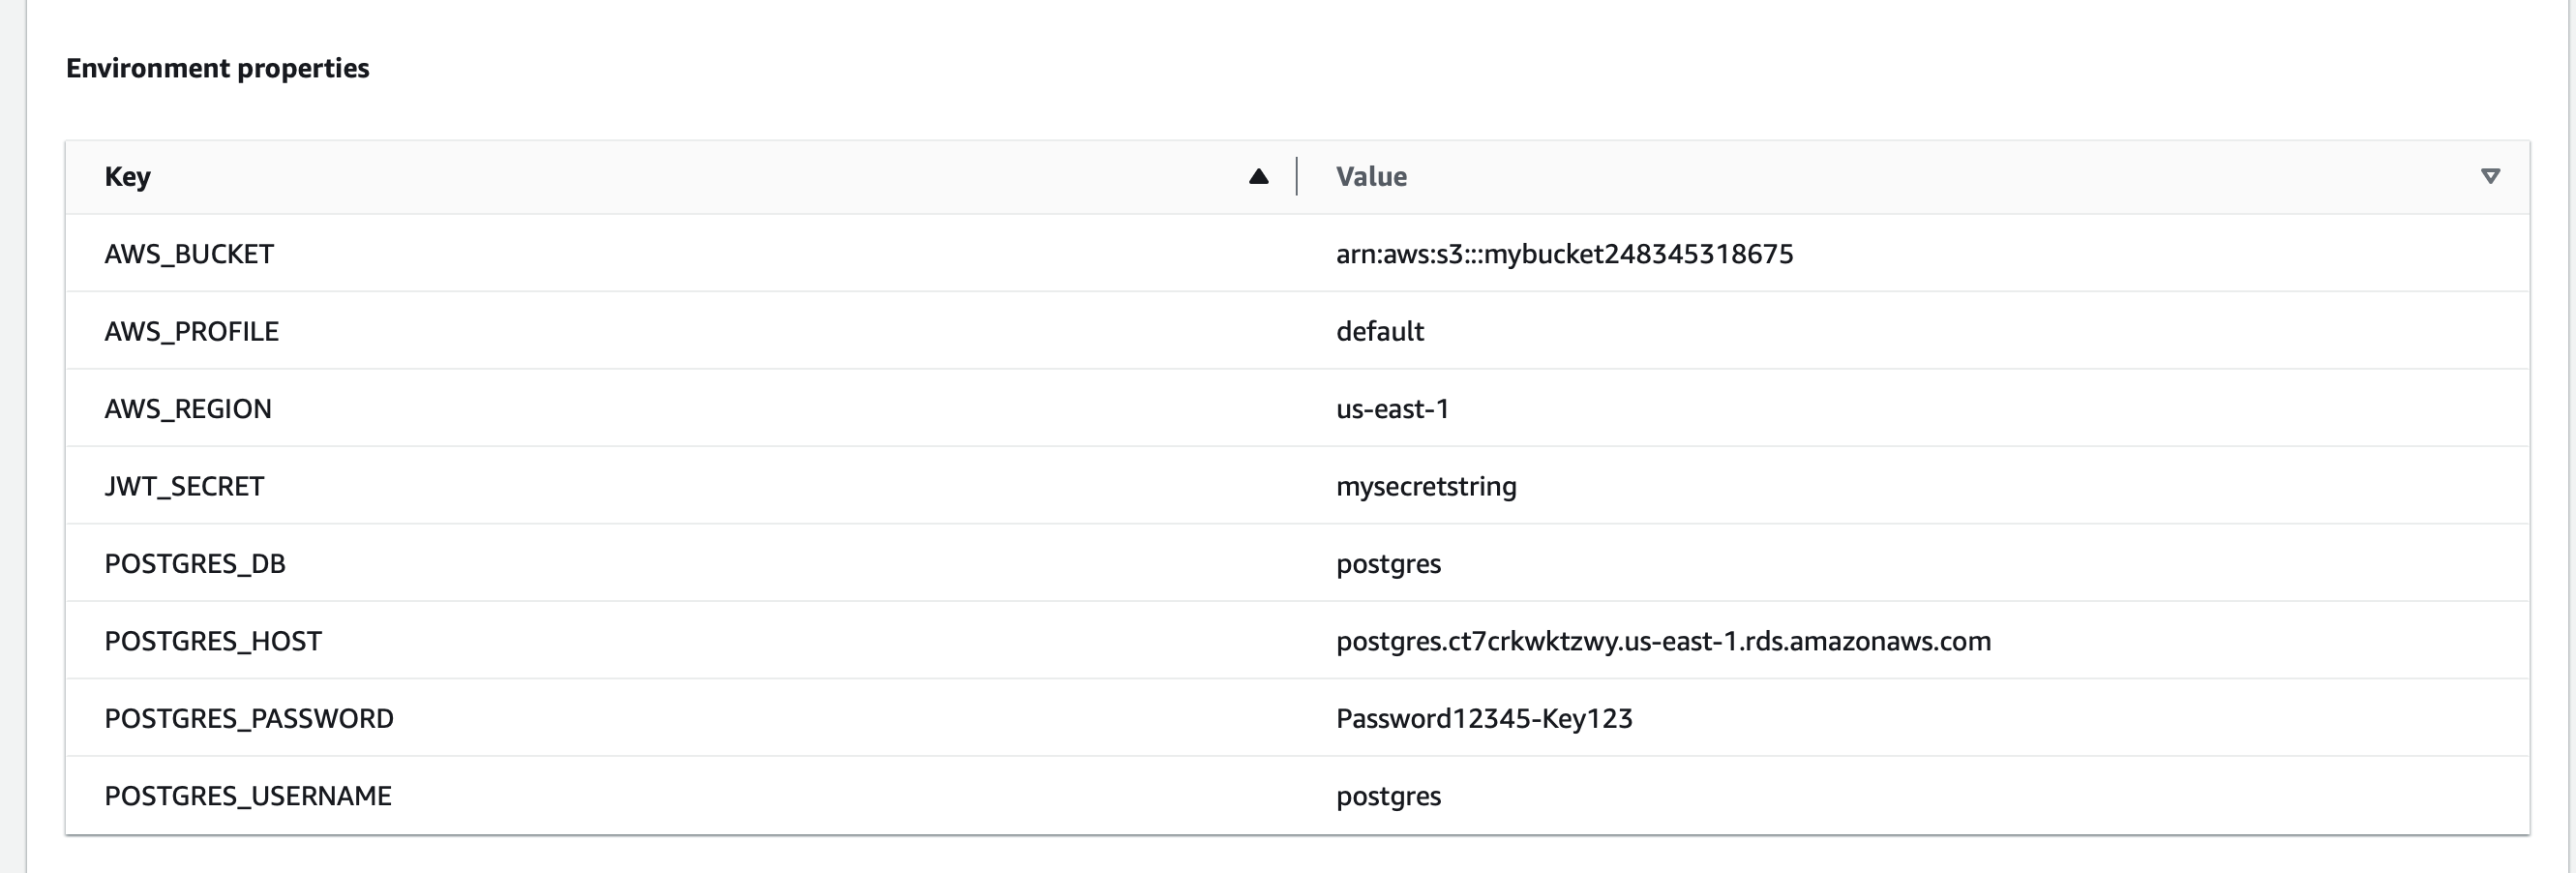 Environment properties
Key Value
AWS_BUCKET arn:aws:s3:::mybucket248345318675
AWS_PROFILE default
AWS_REGION us-east-1
JWT_SECRET mysecretstring
POSTGRES_DB postgres
POSTGRES_HOST postgres.ct7crkwktzwy.us-east-1.rds.amazonaws.com
POSTGRES_PASSWORD Password12345-Key123
POSTGRES_USERNAME postgres